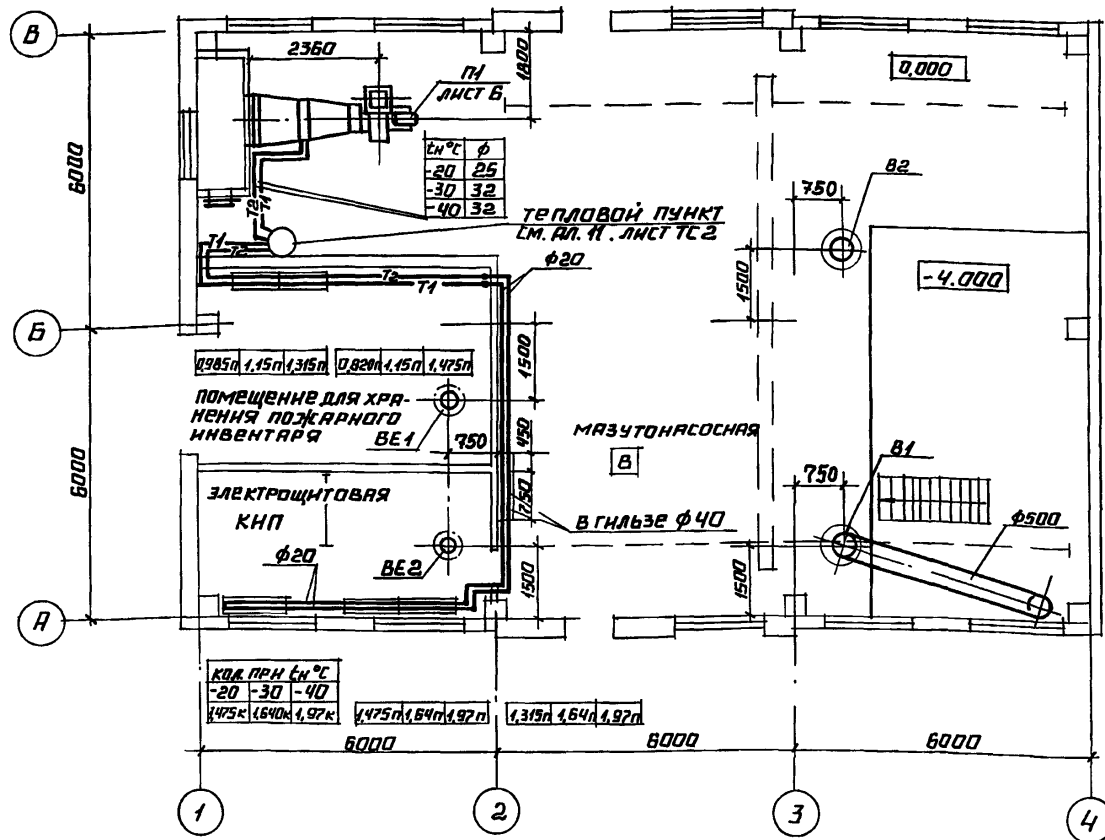 В
2360
П1
ЛИСТ 6
1800
0,000
tн°C ф
-20 25
-30 32
-40 32
6000
750
В2
Т2 Т1
ТЕПЛОВОЙ ПУНКТ
СМ. АЛ. 11. ЛИСТ ТС2
Т1
Т2
ф20
Т2
Т1
1500
-4.000
Б
0,985п 1,15п 1,315п
0,820п 1,15п 1,475п
1500
ПОМЕЩЕНИЕ ДЛЯ ХРА-
НЕНИЯ ПОЖАРНОГО
ИНВЕНТАРЯ
ВЕ1
750
450
МАЗУТОНАСОСНАЯ
В
В1
750
6000
ЭЛЕКТРОЩИТОВАЯ
КНП
750
В ГИЛЬЗЕ ф40
ф500
ф20
ВЕ2
1500
1500
А
КОЛ. ПРИ tн°C
-20 -30 -40
1,475к 1,640к 1,97к
1,475п 1,64п 1,97п
1,315п 1,64п 1,97п
6000
6000
6000
1
2
3
4